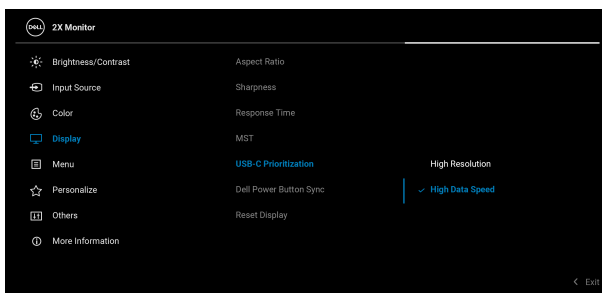 DELL 2X Monitor
Brightness/Contrast Aspect Ratio
Input Source Sharpness
Color Response Time
Display MST
Menu USB-C Prioritization High Resolution
Personalize Dell Power Button Sync High Data Speed
Others Reset Display
More Information
Exit